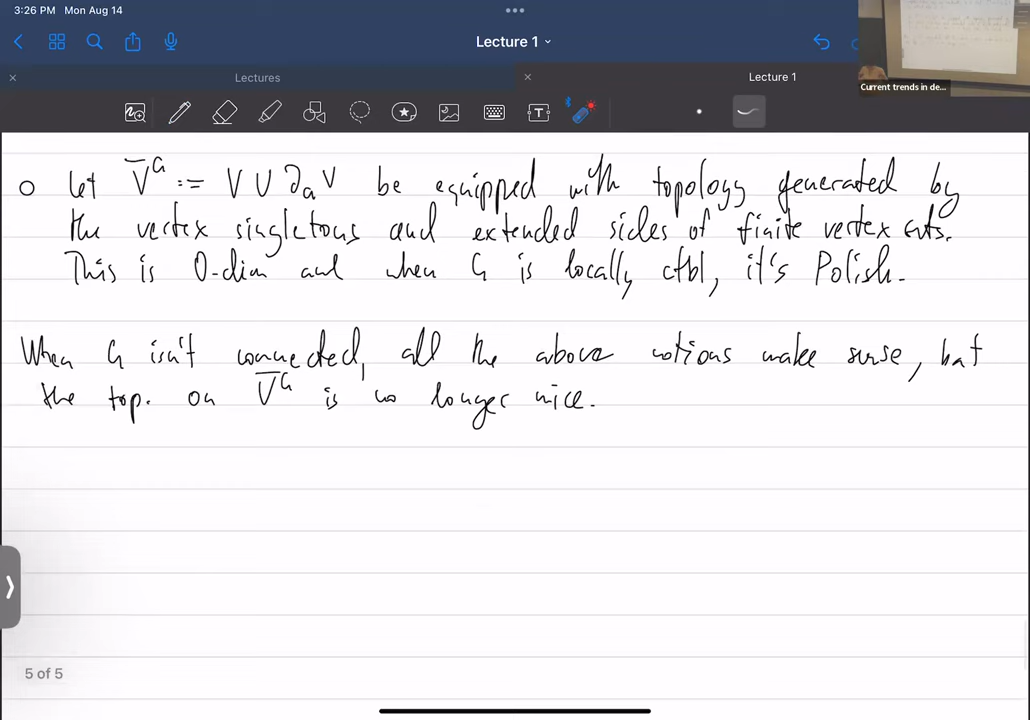 3:26 PM Mon Aug 14
Lecture 1
Current trends in de...
Lectures
Lecture 1
Let V̄ᴳ := V ∪ ∂_G V be equipped with topology generated by
the vertex singletons and extended sides of finite vertex cuts.
This is 0-dim and when G is locally ctbl, it's Polish.
When G isn't connected, all the above notions make sense, but
the top. on V̄ᴳ is no longer nice.
5 of 5